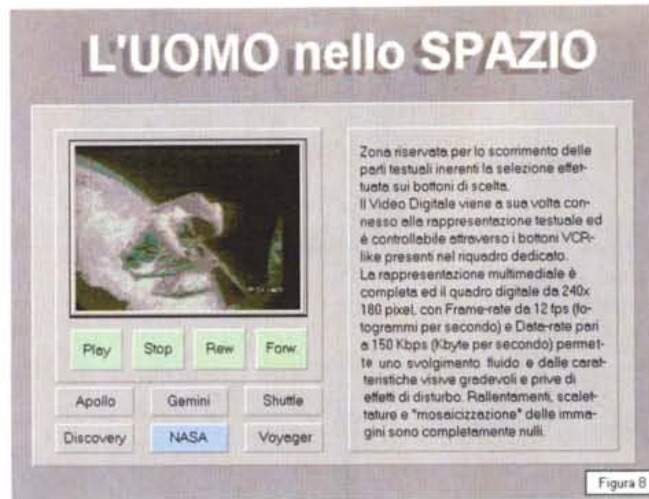 L'UOMO nello SPAZIO
Play Stop Rew Forw.
Apollo Gemini Shuttle
Discovery NASA Voyager
Zona riservata per lo scorrimento delle
parti testuali inerenti la selezione effet-
tuata sui bottoni di scelta.
Il Video Digitale viene a sua volta con-
nesso alla rappresentazione testuale ed
è controllabile attraverso i bottoni VCR-
like presenti nel riquadro dedicato.
La rappresentazione multimediale è
completa ed il quadro digitale da 240x
180 pixel, con Frame-rate da 12 fps (fo-
togrammi per secondo) e Data-rate pari
a 150 Kbps (Kbyte per secondo) permet-
te uno svolgimento fluido e dalle carat-
teristiche visive gradevoli e prive di
effetti di disturbo. Rallentamenti, scalet-
tature e "mosaicizzazione" delle imma-
gini sono completamente nulli.
Figura 8